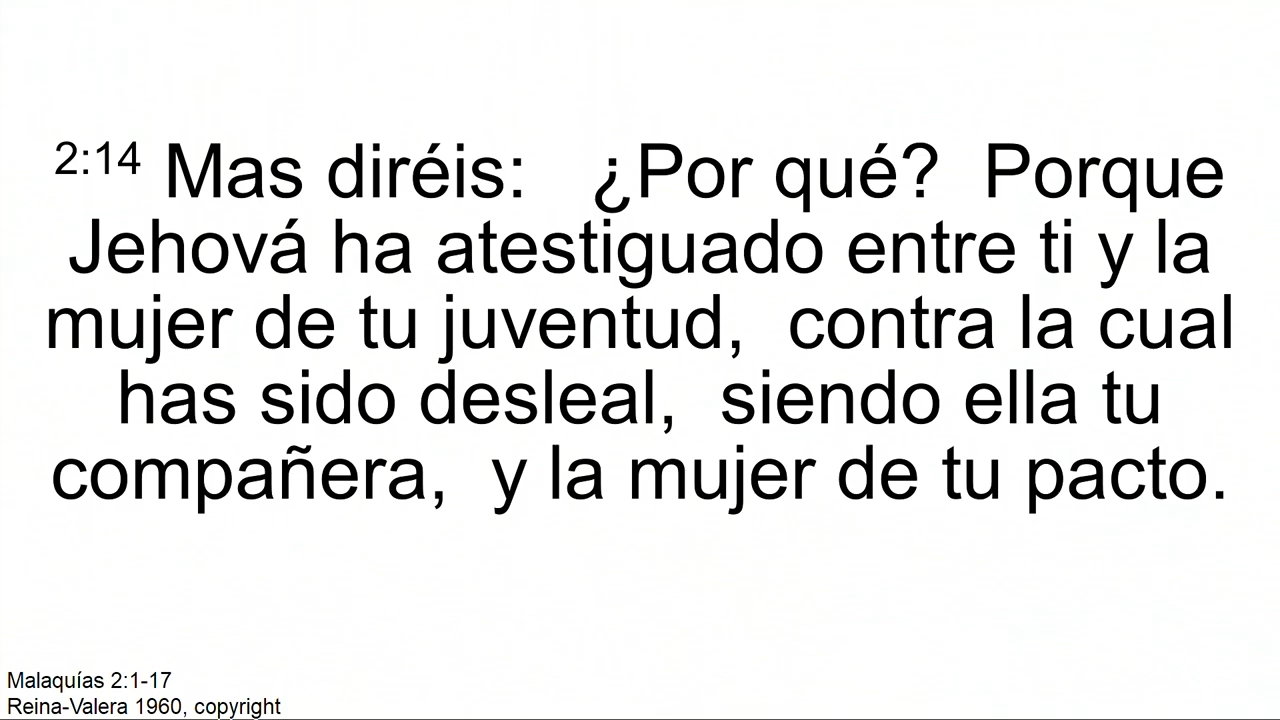 2:14 Mas diréis: ¿Por qué? Porque
Jehová ha atestiguado entre ti y la
mujer de tu juventud, contra la cual
has sido desleal, siendo ella tu
compañera, y la mujer de tu pacto.
Malaquías 2:1-17
Reina-Valera 1960, copyright